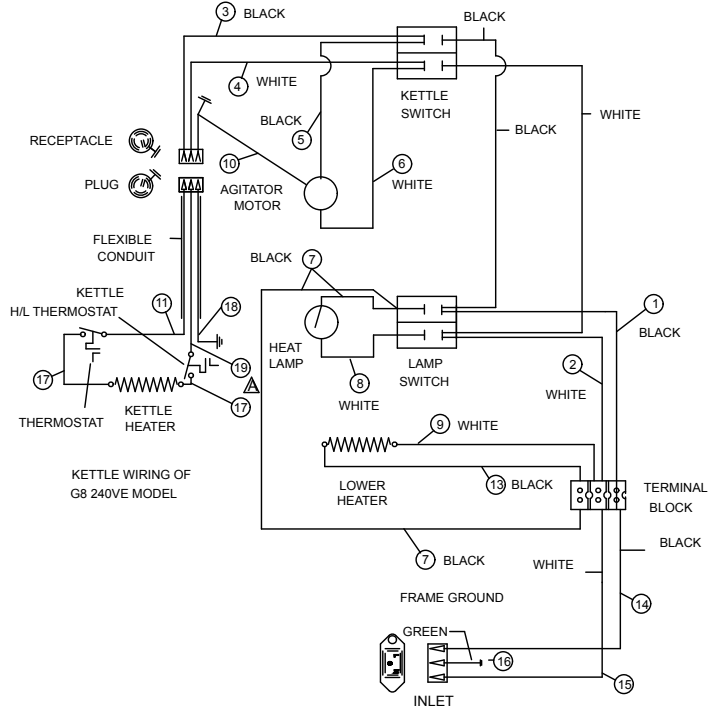 3 BLACK
BLACK
4
WHITE
KETTLE
SWITCH
BLACK
5
WHITE
BLACK
RECEPTACLE
10
6
PLUG
AGITATOR
MOTOR
WHITE
FLEXIBLE
CONDUIT
BLACK 7
KETTLE
H/L THERMOSTAT
11
18
1
BLACK
HEAT
LAMP
LAMP
SWITCH
2
17
19
8
WHITE
WHITE
17
A
KETTLE
HEATER
THERMOSTAT
9 WHITE
KETTLE WIRING OF
G8 240VE MODEL
LOWER
HEATER
13 BLACK
TERMINAL
BLOCK
7 BLACK
BLACK
WHITE
FRAME GROUND
14
GREEN
16
15
INLET